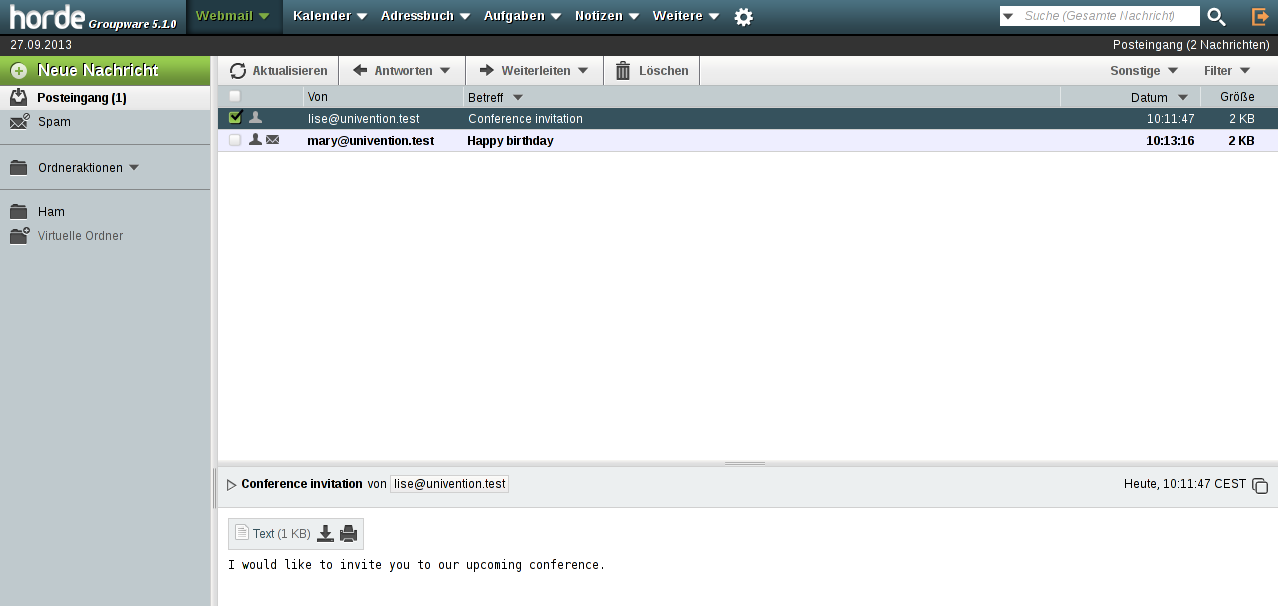 horde Groupware 5.1.0 Webmail Kalender Adressbuch Aufgaben Notizen Weitere Suche (Gesamte Nachricht)
27.09.2013 Posteingang (2 Nachrichten)
Neue Nachricht Aktualisieren Antworten Weiterleiten Löschen Sonstige Filter
Posteingang (1) Von Betreff Datum Größe
Spam lise@univention.test Conference invitation 10:11:47 2 KB
mary@univention.test Happy birthday 10:13:16 2 KB
Ordneraktionen
Ham
Virtuelle Ordner
Conference invitation von lise@univention.test Heute, 10:11:47 CEST
Text (1 KB)
I would like to invite you to our upcoming conference.